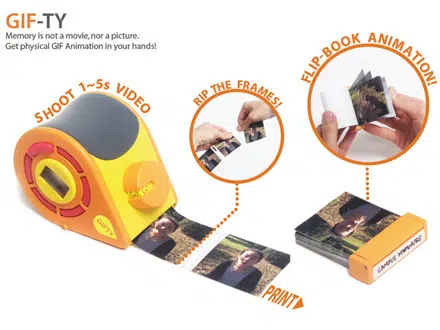 GIF-TY
Memory is not a movie, nor a picture.
Get physical GIF Animation in your hands!
SHOOT 1~5s VIDEO
RIP THE FRAMES!
FLIP-BOOK ANIMATION!
GIFTY
PRINT
CAMPUS MEMORIES